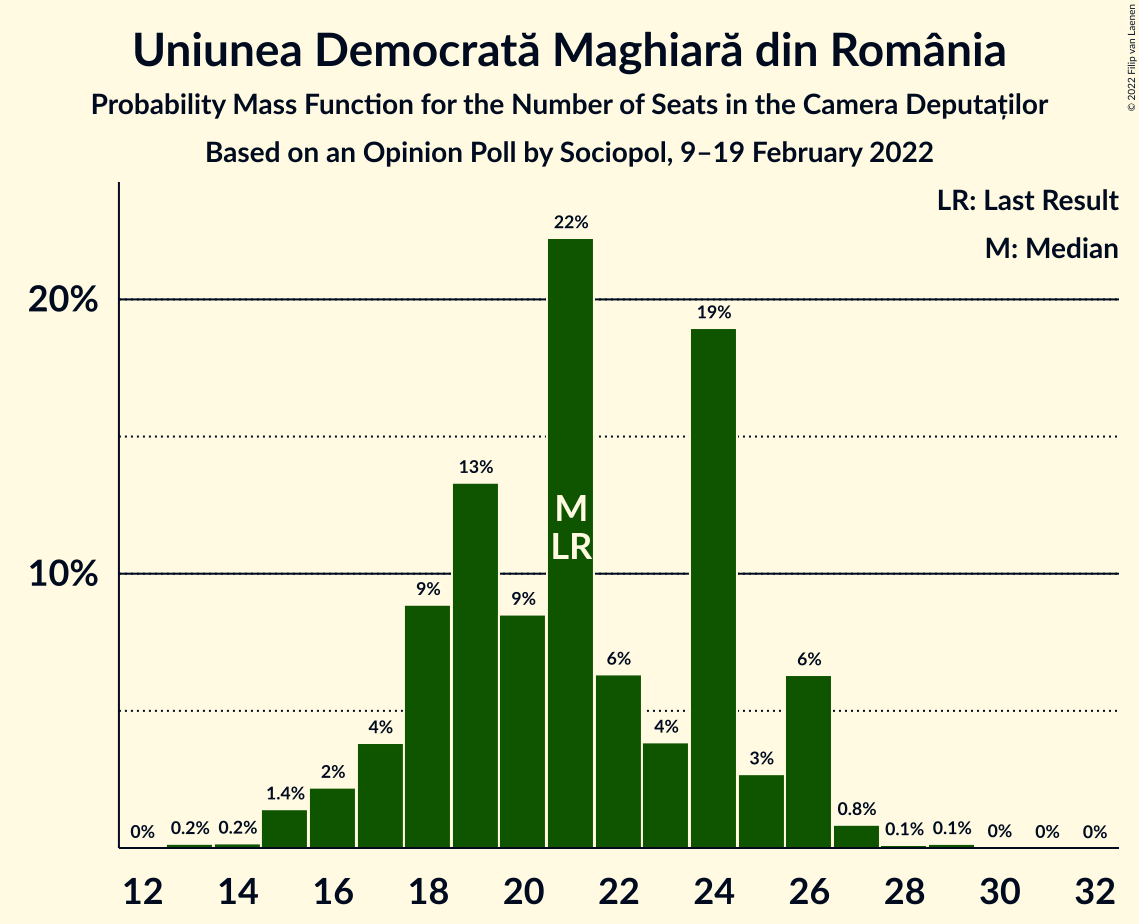 Uniunea Democrată Maghiară din România
Probability Mass Function for the Number of Seats in the Camera Deputaților
Based on an Opinion Poll by Sociopol, 9–19 February 2022
© 2022 Filip van Laenen
LR: Last Result
M: Median
20%
10%
0%
0.2%
0.2%
1.4%
2%
4%
9%
13%
9%
22%
6%
4%
19%
3%
6%
0.8%
0.1%
0.1%
0%
0%
0%
M
LR
12 14 16 18 20 22 24 26 28 30 32